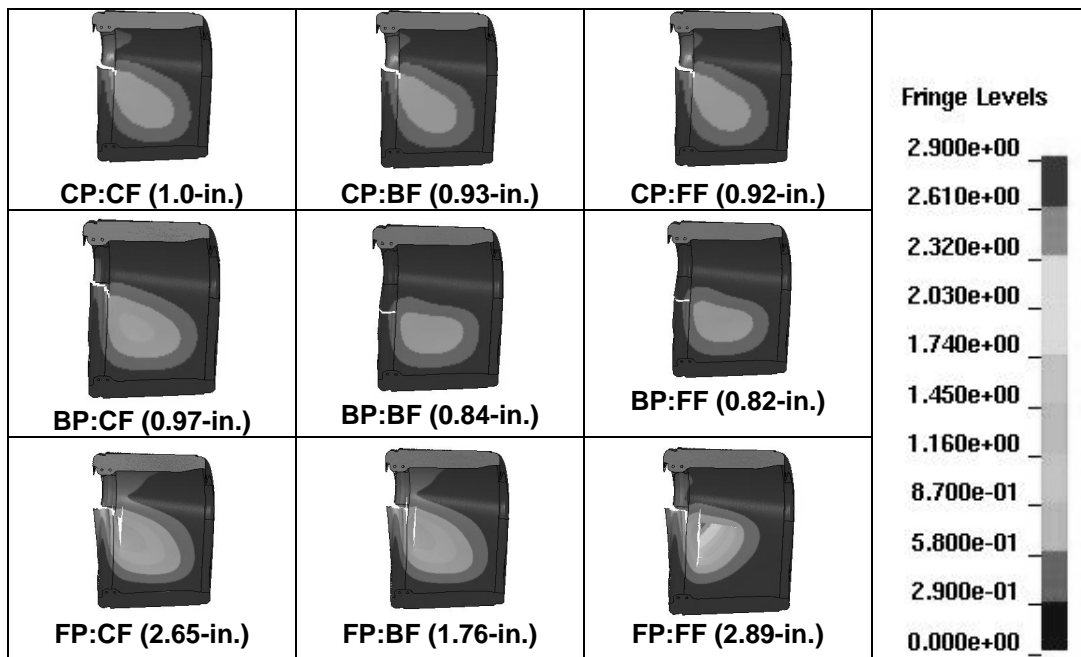 CP:CF (1.0-in.)
CP:BF (0.93-in.)
CP:FF (0.92-in.)
BP:CF (0.97-in.)
BP:BF (0.84-in.)
BP:FF (0.82-in.)
FP:CF (2.65-in.)
FP:BF (1.76-in.)
FP:FF (2.89-in.)
Fringe Levels
2.900e+00
2.610e+00
2.320e+00
2.030e+00
1.740e+00
1.450e+00
1.160e+00
8.700e-01
5.800e-01
2.900e-01
0.000e+00